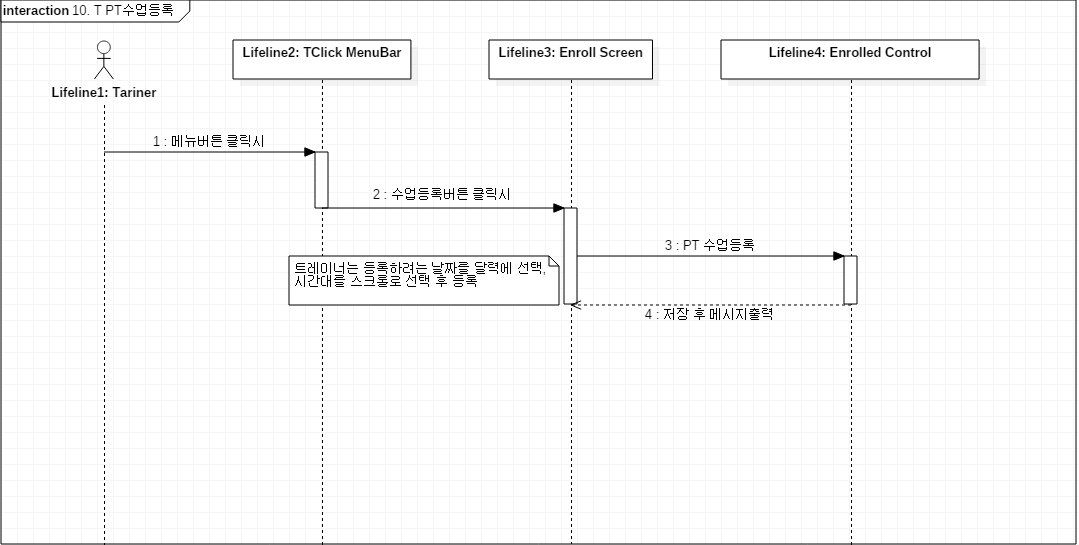 interaction 10. T PT수업등록
Lifeline1: Tariner
Lifeline2: TClick MenuBar
Lifeline3: Enroll Screen
Lifeline4: Enrolled Control
1 : 메뉴버튼 클릭시
2 : 수업등록버튼 클릭시
3 : PT 수업등록
트레이너는 등록하려는 날짜를 달력에 선택,
시간대를 스크롤로 선택 후 등록
4 : 저장 후 메시지출력